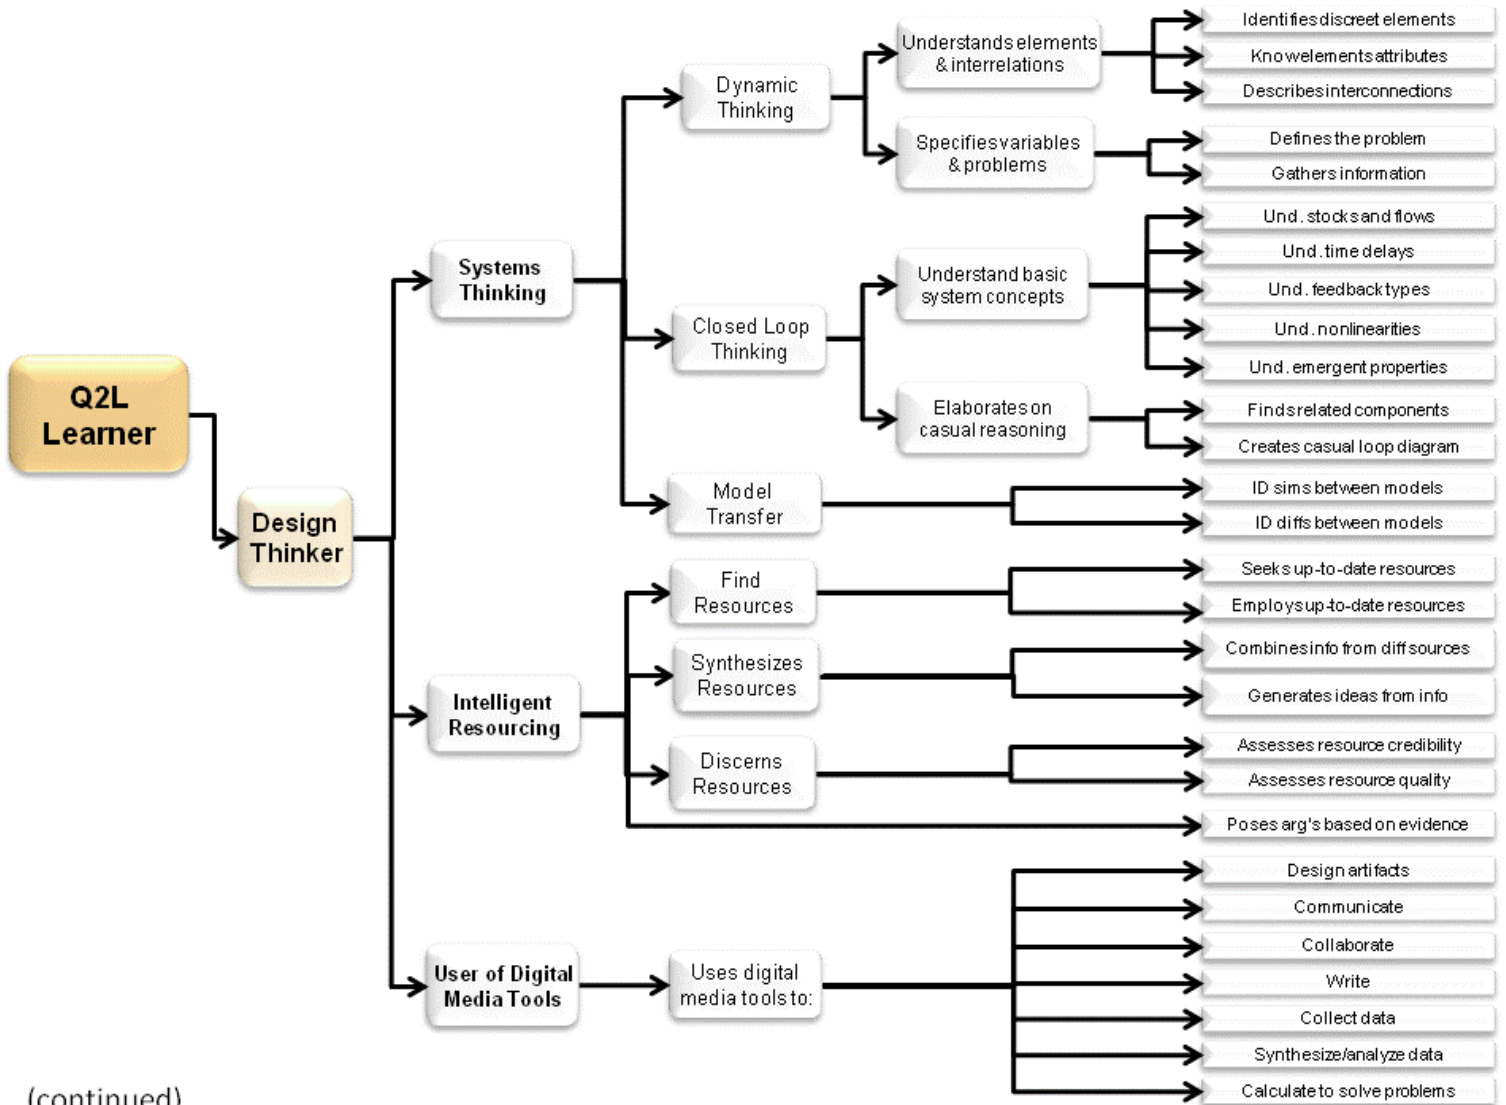 Q2L
Learner
Design
Thinker
Systems
Thinking
Dynamic
Thinking
Understands elements
& interrelations
Identifies discreet elements
Know elements attributes
Describes interconnections
Specifies variables
& problems
Defines the problem
Gathers information
Closed Loop
Thinking
Understand basic
system concepts
Und. stocks and flows
Und. time delays
Und. feedback types
Und. nonlinearities
Und. emergent properties
Elaborates on
casual reasoning
Finds related components
Creates casual loop diagram
Model
Transfer
ID sims between models
ID diffs between models
Intelligent
Resourcing
Find
Resources
Seeks up-to-date resources
Employs up-to-date resources
Synthesizes
Resources
Combines info from diff sources
Generates ideas from info
Discerns
Resources
Assesses resource credibility
Assesses resource quality
Poses arg's based on evidence
User of Digital
Media Tools
Uses digital
media tools to:
Design artifacts
Communicate
Collaborate
Write
Collect data
Synthesize/analyze data
Calculate to solve problems
(continued)